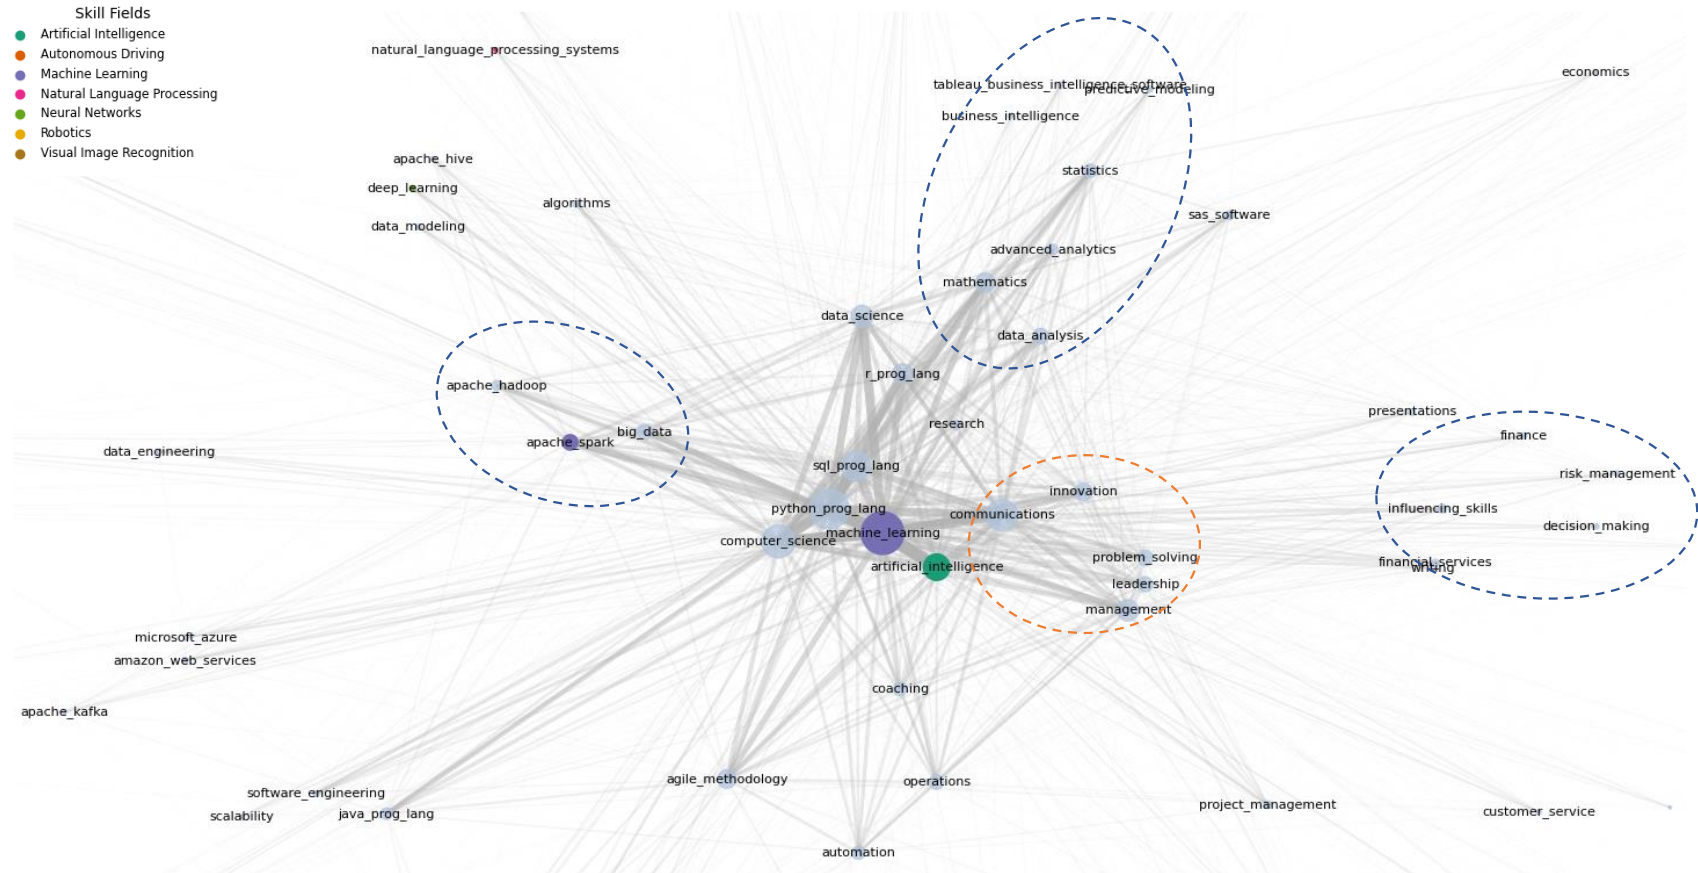 Skill Fields
Artificial Intelligence
Autonomous Driving
Machine Learning
Natural Language Processing
Neural Networks
Robotics
Visual Image Recognition
natural_language_processing_systems
economics
tableau_business_intelligence_software
predictive_modeling
business_intelligence
apache_hive
statistics
deep_learning
algorithms
sas_software
data_modeling
advanced_analytics
mathematics
data_science
data_analysis
r_prog_lang
apache_hadoop
presentations
research
big_data
finance
apache_spark
data_engineering
sql_prog_lang
risk_management
innovation
python_prog_lang
influencing_skills
communications
decision_making
machine_learning
computer_science
problem_solving
financial_services
artificial_intelligence
writing
leadership
management
microsoft_azure
amazon_web_services
coaching
apache_kafka
agile_methodology
operations
software_engineering
project_management
customer_service
java_prog_lang
scalability
automation